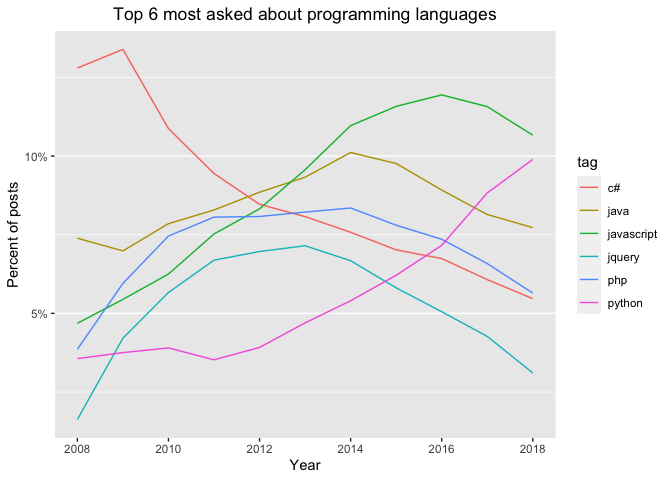 Top 6 most asked about programming languages
Percent of posts
10%
5%
2008 2010 2012 2014 2016 2018
Year
tag
c#
java
javascript
jquery
php
python